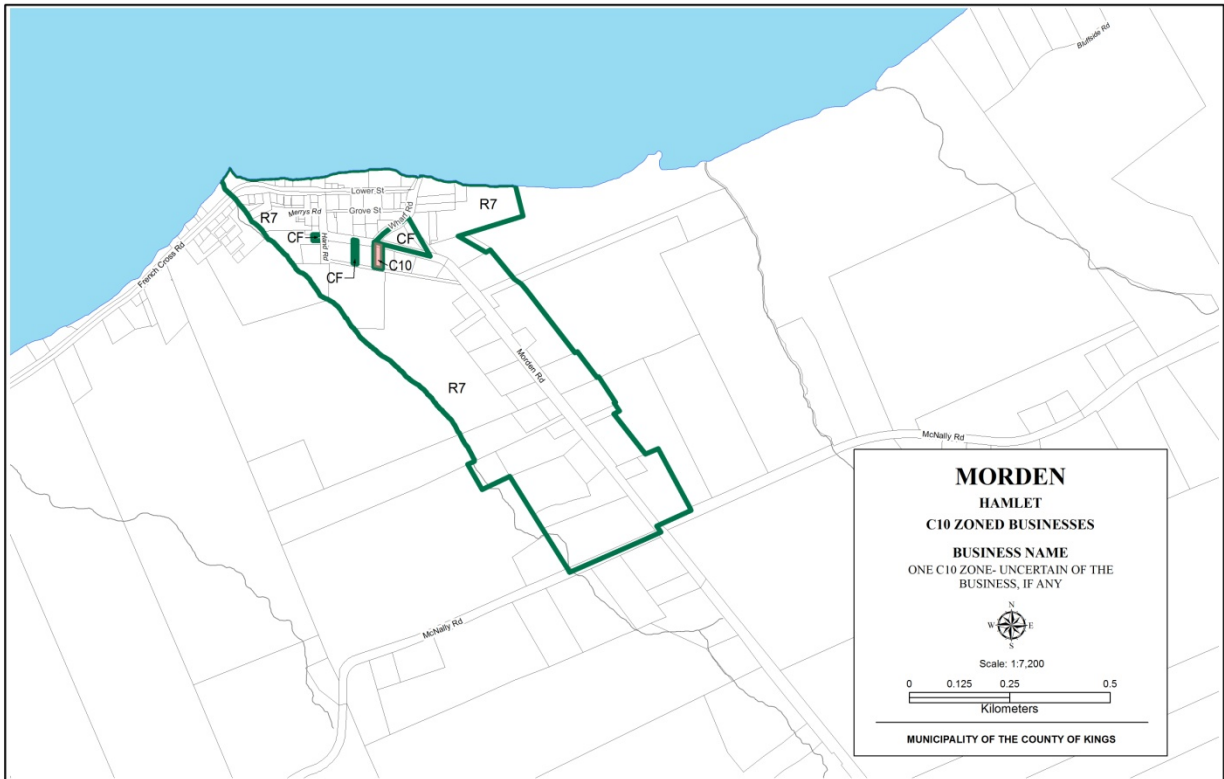 Bluffside Rd
Lower St
Merrys Rd
Grove St
Wharf Rd
R7
R7
CF
Hand Rd
CF
CF
C10
French Cross Rd
Morden Rd
R7
McNally Rd
McNally Rd
MORDEN
HAMLET
C10 ZONED BUSINESSES
BUSINESS NAME
ONE C10 ZONE- UNCERTAIN OF THE
BUSINESS, IF ANY
N
W E
S
Scale: 1:7,200
0 0.125 0.25 0.5
Kilometers
MUNICIPALITY OF THE COUNTY OF KINGS